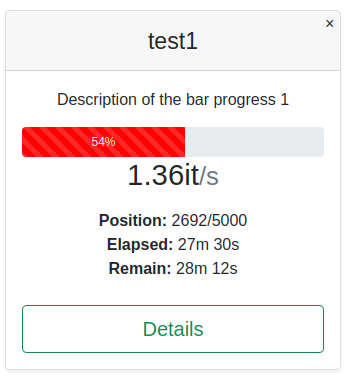 ×
test1
Description of the bar progress 1
54%
1.36it/s
Position: 2692/5000
Elapsed: 27m 30s
Remain: 28m 12s
Details